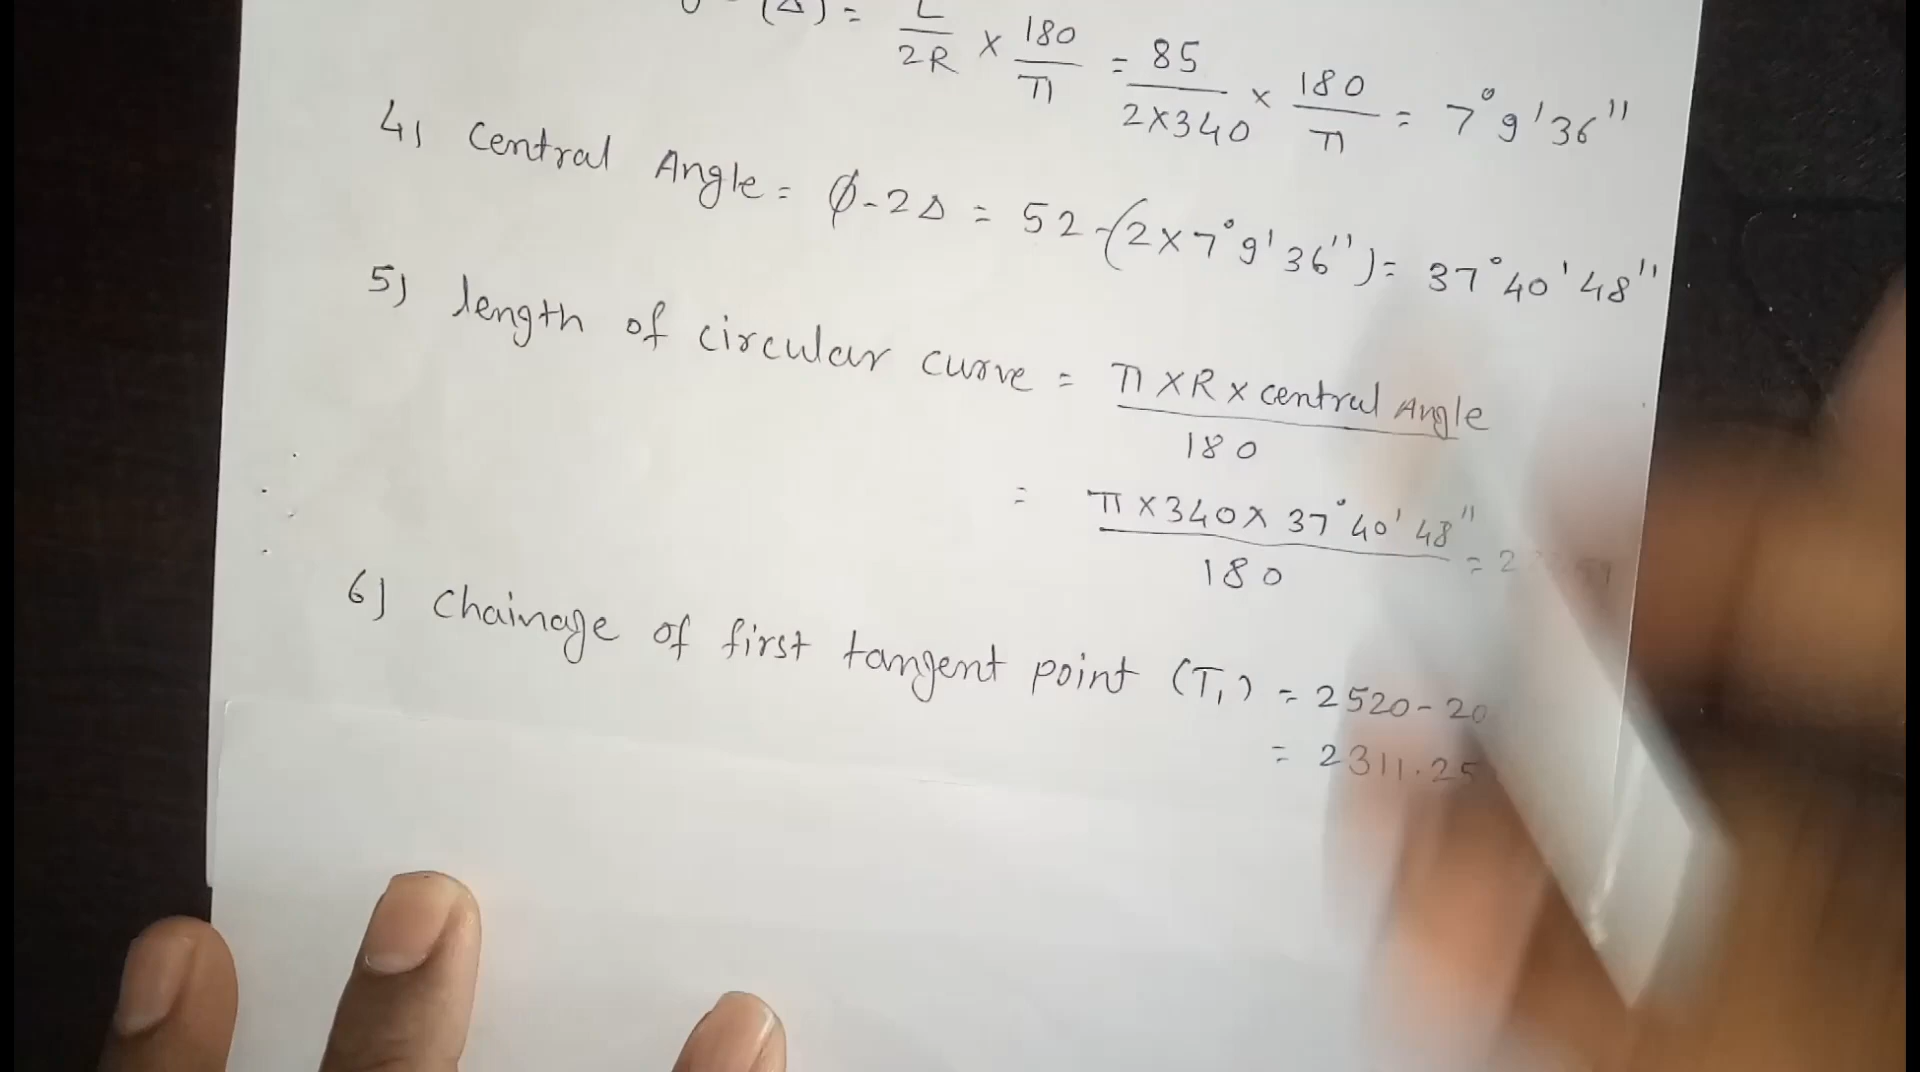 (Δ) = L/2R × 180/π = 85/2×340 × 180/π = 7°9'36"
4) Central Angle = Ø-2Δ = 52-(2×7°9'36") = 37°40'48"
5) length of circular curve = π×R×central Angle/180
= π×340×37°40'48"/180 = 2
6) Chainage of first tangent point (T₁) = 2520-20
= 2311.25